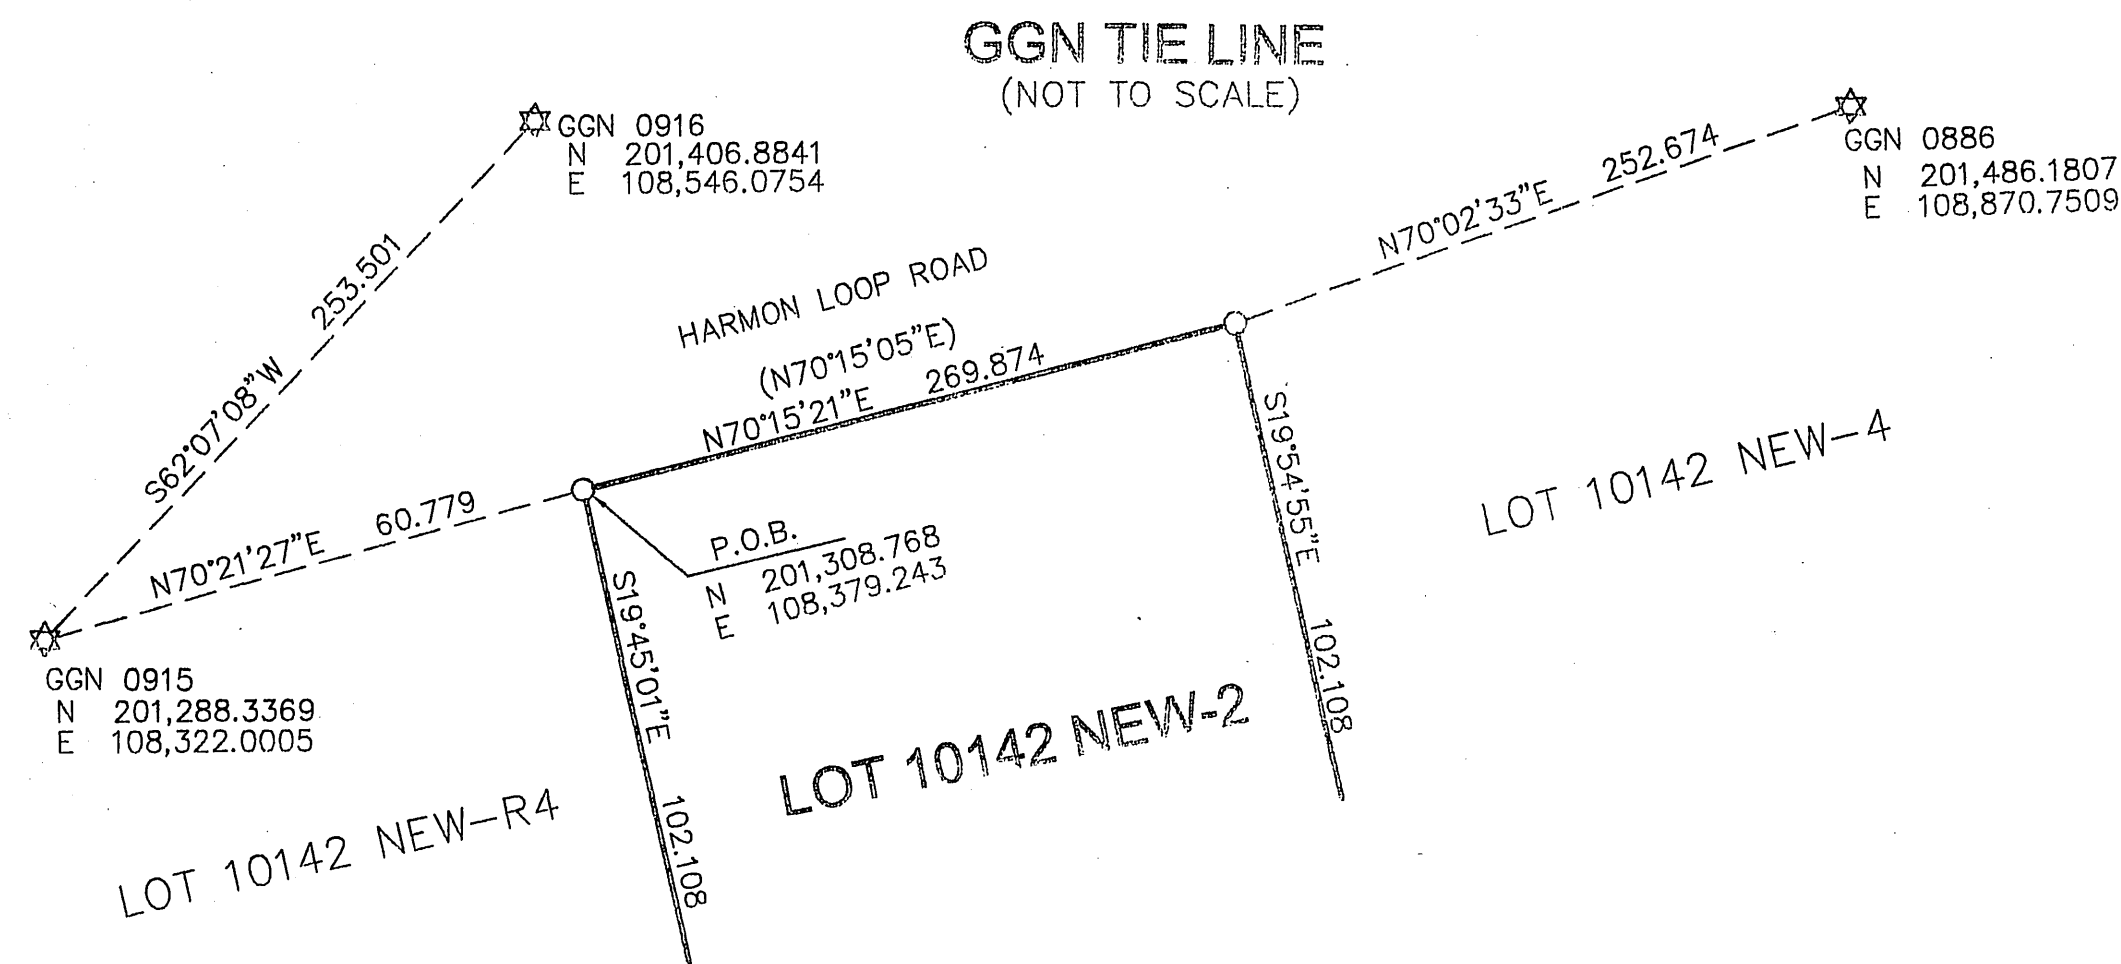 GGN TIE LINE
(NOT TO SCALE)
GGN 0916
N 201,406.8841
E 108,546.0754
GGN 0886
N 201,486.1807
E 108,870.7509
N70°02'33"E 252.674
S62°07'08"W 253.501
HARMON LOOP ROAD
(N70°15'05"E)
N70°15'21"E 269.874
N70°21'27"E 60.779
P.O.B.
N 201,308.768
E 108,379.243
S19°45'01"E 102.108
S19°54'55"E 102.108
GGN 0915
N 201,288.3369
E 108,322.0005
LOT 10142 NEW-R4
LOT 10142 NEW-2
LOT 10142 NEW-4